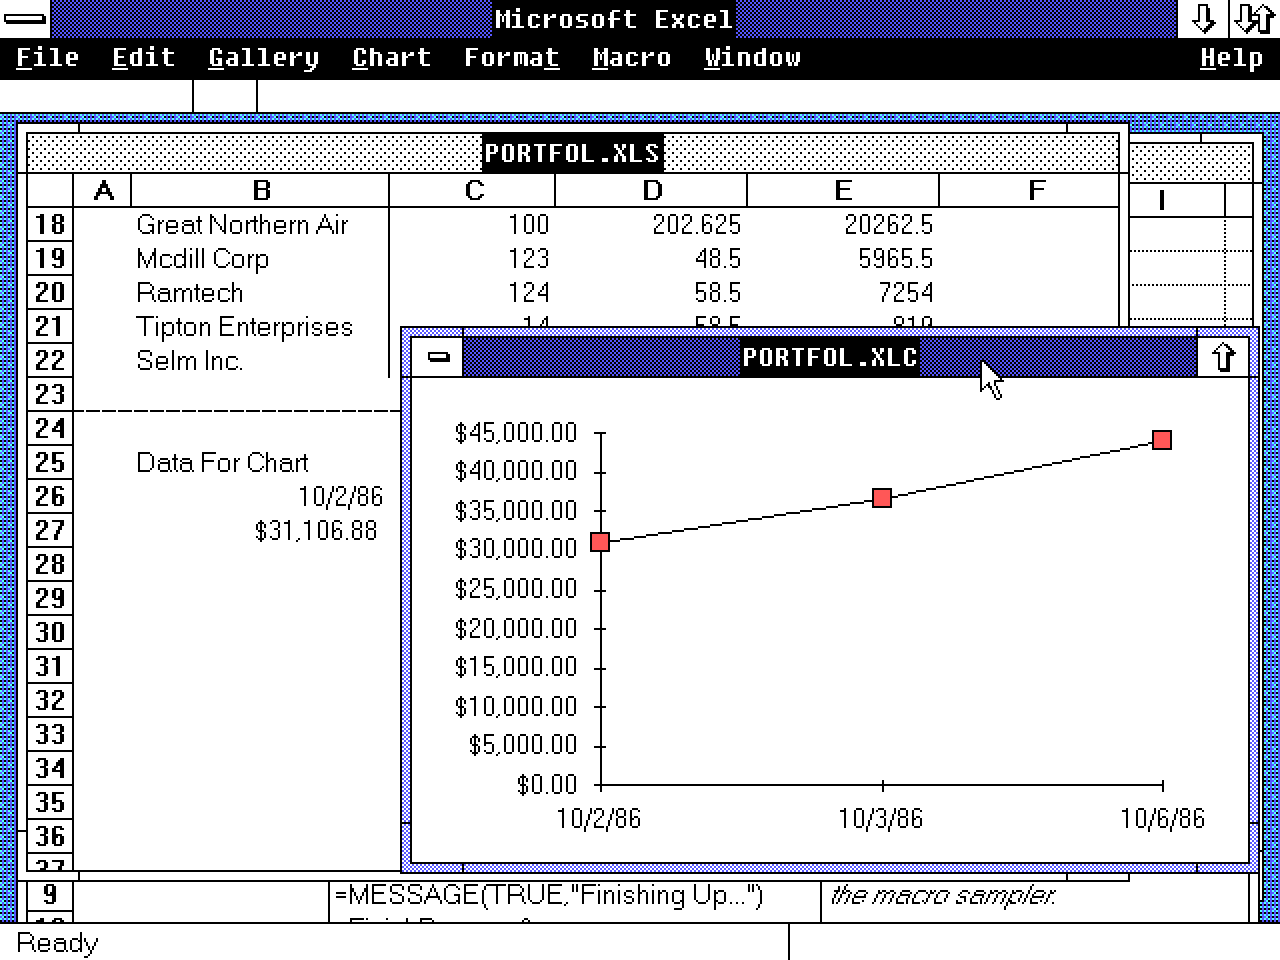 Microsoft Excel
File Edit Gallery Chart Format Macro Window Help
PORTFOL.XLS
A B C D E F I
18 Great Northern Air 100 202.625 20262.5
19 Mcdill Corp 123 48.5 5965.5
20 Ramtech 124 58.5 7254
21 Tipton Enterprises 14 58.5 819
22 Selm Inc.
23
24
25 Data For Chart
26 10/2/86
27 $31,106.88
28
29
30
31
32
33
34
35
36
37
PORTFOL.XLC
$45,000.00
$40,000.00
$35,000.00
$30,000.00
$25,000.00
$20,000.00
$15,000.00
$10,000.00
$5,000.00
$0.00
10/2/86 10/3/86 10/6/86
9 =MESSAGE(TRUE,"Finishing Up...") the macro sampler.
Ready